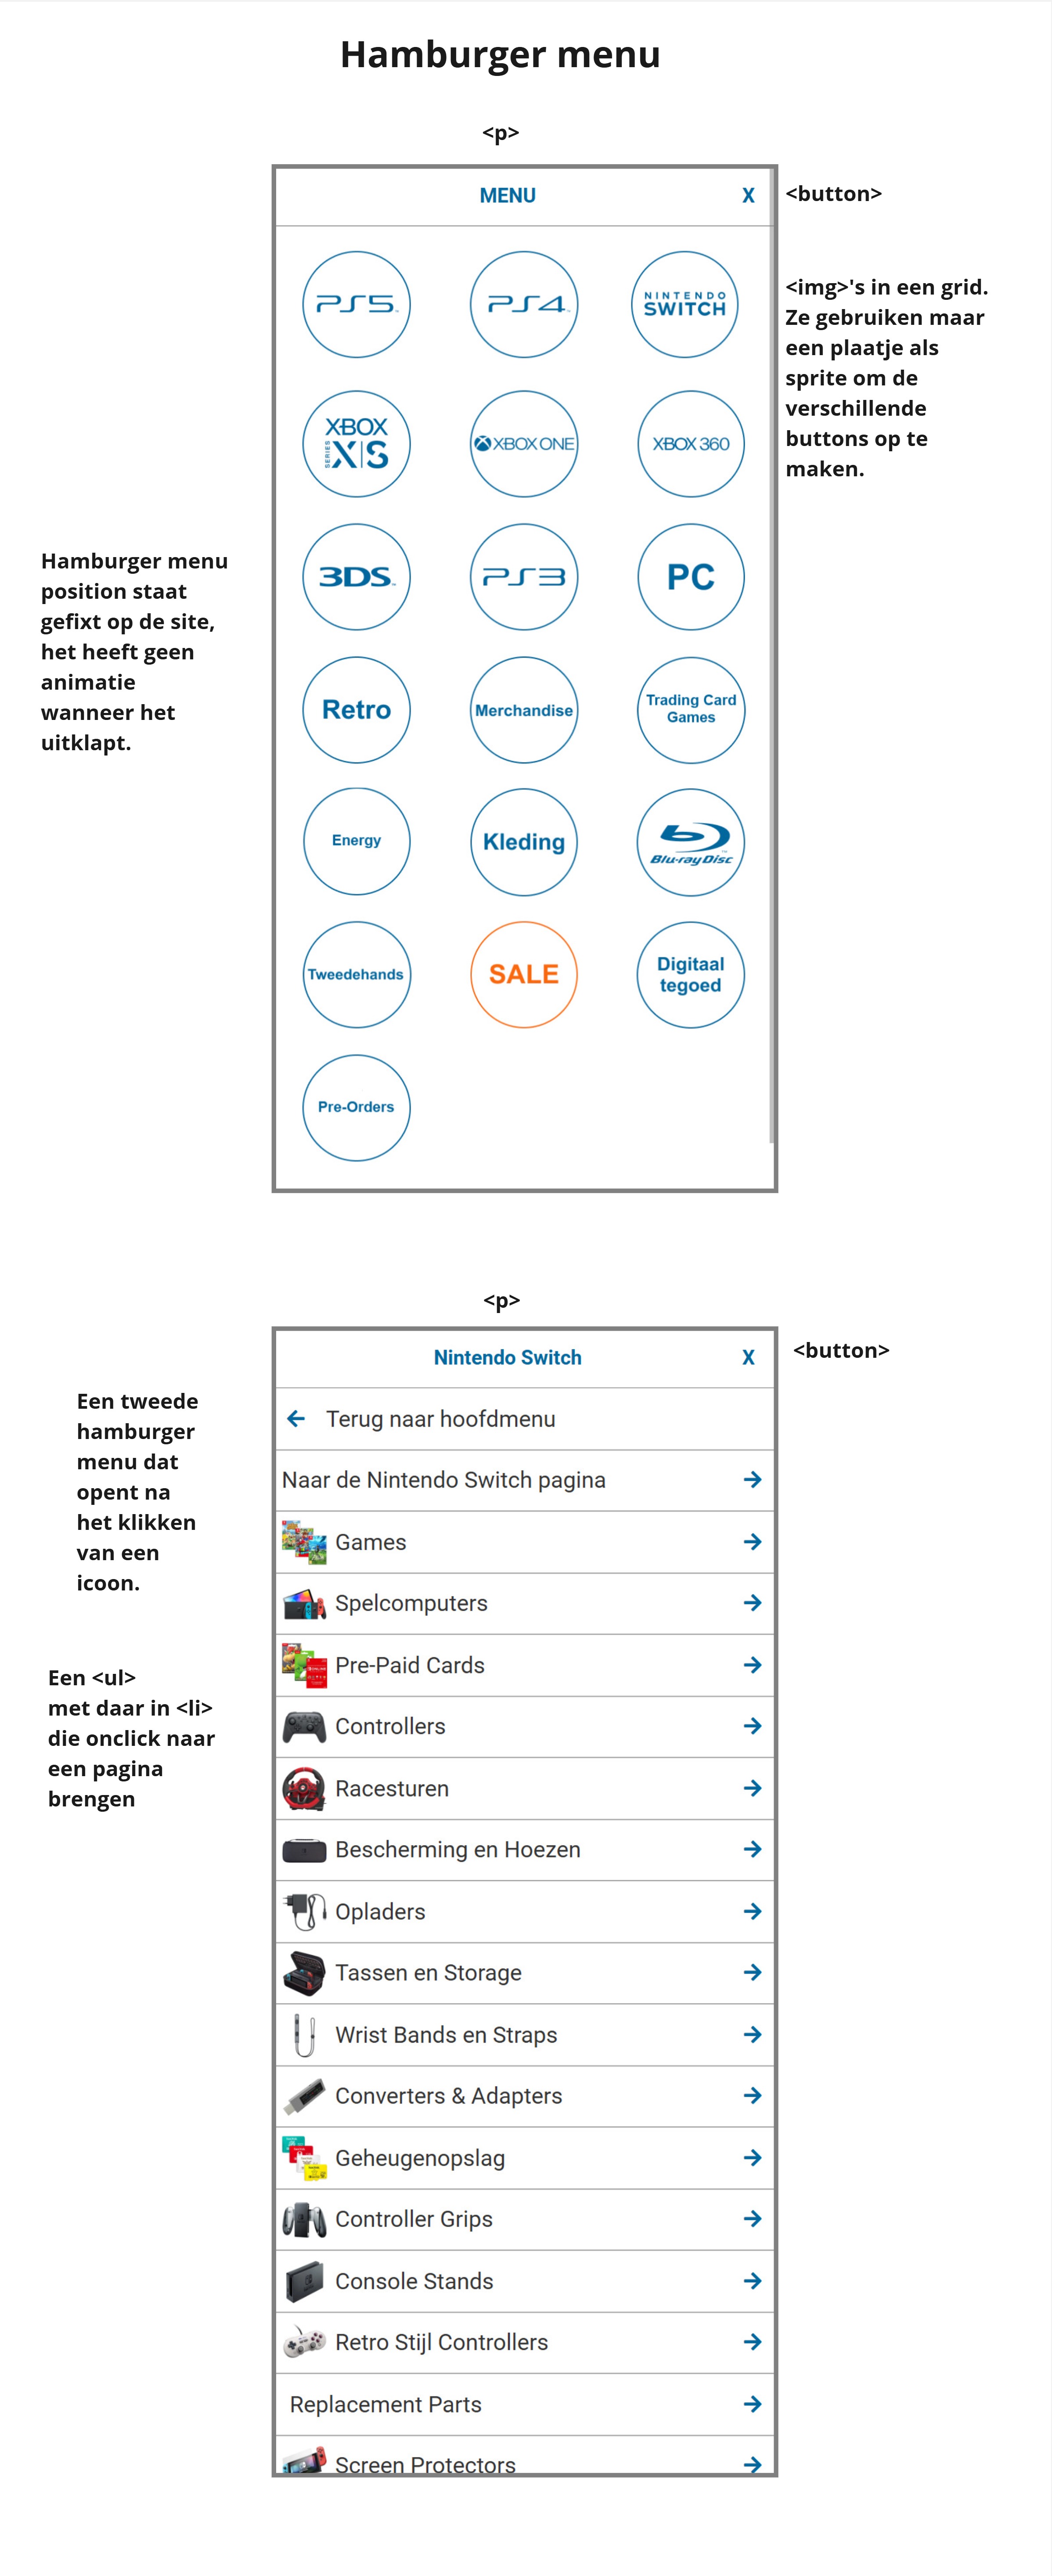 Hamburger menu
<p>
MENU
X
<button>
PS5™
PS4™
NINTENDO
SWITCH
<img>'s in een grid.
Ze gebruiken maar
een plaatje als
sprite om de
verschillende
buttons op te
maken.
XBOX
SERIES X|S
XBOX ONE
XBOX 360
Hamburger menu
position staat
gefixt op de site,
het heeft geen
animatie
wanneer het
uitklapt.
3DS™
PS3
PC
Retro
Merchandise
Trading Card
Games
Energy
Kleding
Blu-ray Disc™
Tweedehands
SALE
Digitaal
tegoed
Pre-Orders
<p>
Nintendo Switch
X
<button>
Een tweede
hamburger
menu dat
opent na
het klikken
van een
icoon.
Terug naar hoofdmenu
Naar de Nintendo Switch pagina
Games
Spelcomputers
Een <ul>
met daar in <li>
die onclick naar
een pagina
brengen
Pre-Paid Cards
Controllers
Racesturen
Bescherming en Hoezen
Opladers
Tassen en Storage
Wrist Bands en Straps
Converters & Adapters
Geheugenopslag
Controller Grips
Console Stands
Retro Stijl Controllers
Replacement Parts
Screen Protectors